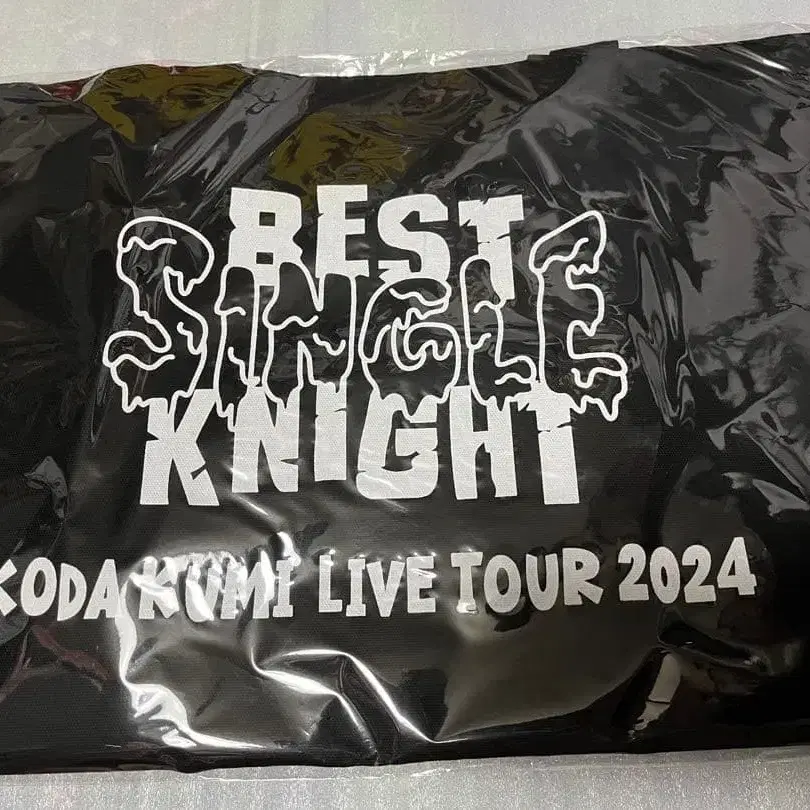 BEST
SINGLE
KNIGHT
KODA KUMI LIVE TOUR 2024